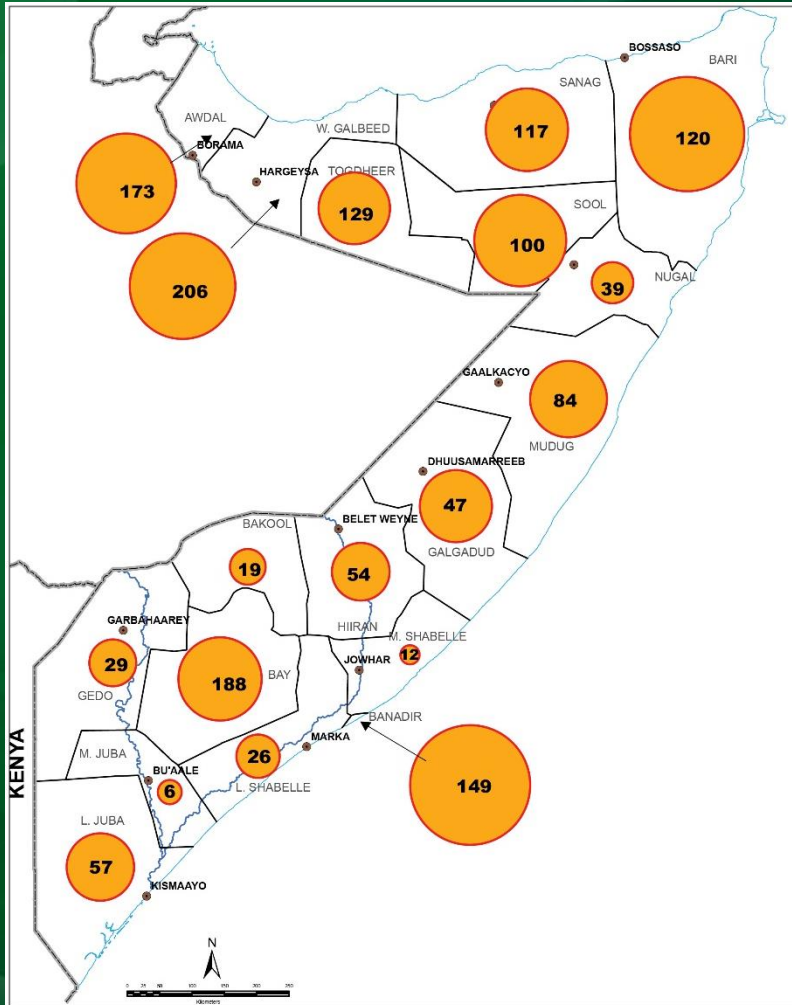 BOSSASO
BARI
SANAG
AWDAL
W. GALBEED
117
120
BORAMA
HARGEYSA
TOGDHEER
173
129
SOOL
100
206
NUGAL
39
GAALKACYO
84
MUDUG
DHUUSAMARREEB
47
BELET WEYNE
BAKOOL
GALGADUD
19
54
GARBAHAAREY
HIIRAN
M. SHABELLE
12
29
JOWHAR
188
BAY
GEDO
BANADIR
KENYA
M. JUBA
MARKA
26
BU'AALE
149
6
L. SHABELLE
L. JUBA
57
KISMAAYO
N
Kilometers